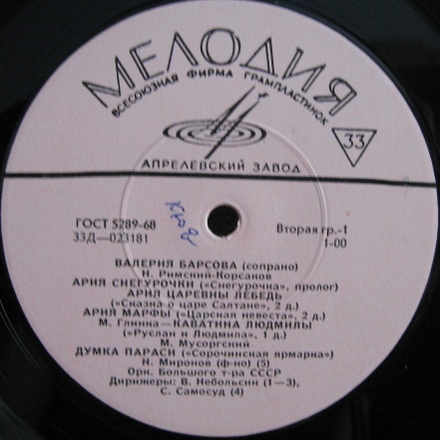 МЕЛОДИЯ
ВСЕСОЮЗНАЯ ФИРМА ГРАМПЛАСТИНОК
33
АПРЕЛЕВСКИЙ ЗАВОД
ГОСТ 5289-68
33Д—023181
Вторая гр.-1
1-00
ВАЛЕРИЯ БАРСОВА (сопрано)
Н. Римский-Корсаков
АРИЯ СНЕГУРОЧКИ («Снегурочка», пролог)
АРИЯ ЦАРЕВНЫ ЛЕБЕДЬ
(«Сказка о царе Салтане», 2 д.)
АРИЯ МАРФЫ («Царская невеста», 2 д.)
М. Глинка—КАВАТИНА ЛЮДМИЛЫ
(«Руслан и Людмила», 1 д.)
М. Мусоргский
ДУМКА ПАРАСИ («Сорочинская ярмарка»)
Н. Миронов (ф-но) (5)
Орк. Большого т-ра СССР
Дирижеры: В. Небольсин (1—3),
С. Самосуд (4)